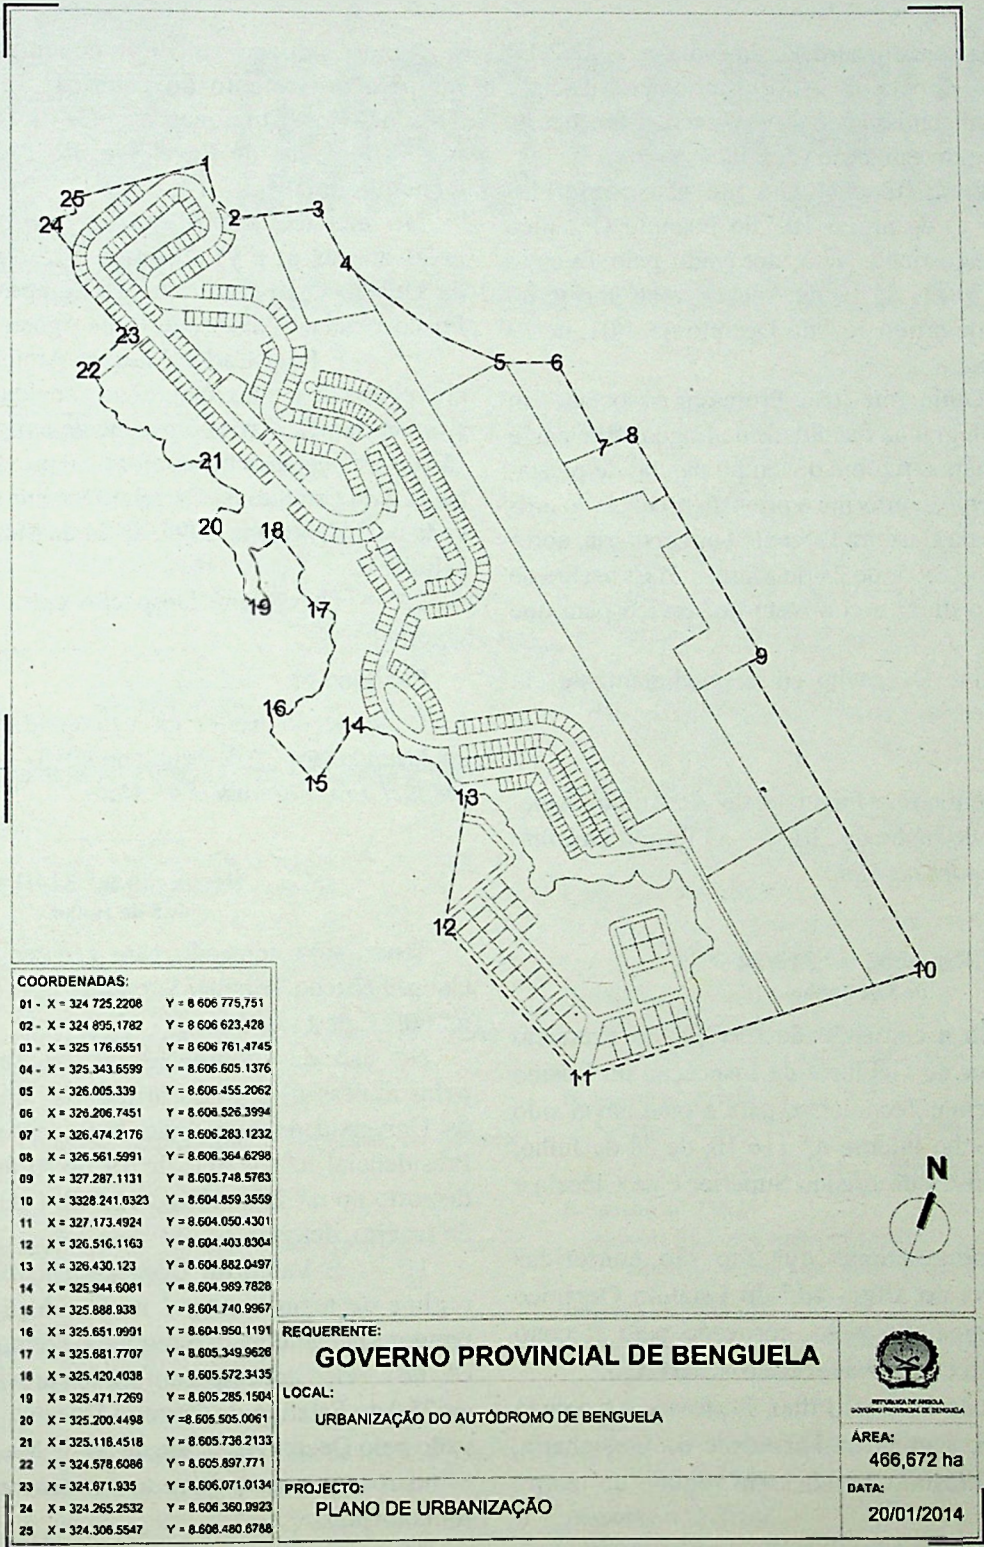 1
25
24
2
3
4
23
22
5
6
7
8
21
20
18
19
17
9
16
14
15
13
12
10
11
COORDENADAS:
01 - X = 324 725,2208 Y = 8 606 775,751
02 - X = 324 895,1782 Y = 8 606 623,428
03 - X = 325 176.6551 Y = 8 606 761,4745
04 - X = 325.343.6599 Y = 8.606.605.1376
05 X = 326.005.339 Y = 8.606.455.2062
06 X = 326.206.7451 Y = 8.606.526.3994
07 X = 326.474.2176 Y = 8.606.283.1232
08 X = 326.561.5991 Y = 8.606.364.6298
09 X = 327.287.1131 Y = 8.605.748.5763
10 X = 3328.241.6323 Y = 8.604.859.3559
11 X = 327.173.4924 Y = 8.604.050.4301
12 X = 326.516.1163 Y = 8.604.403.8304
13 X = 326.430.123 Y = 8.604.882.0497
14 X = 325.944.6081 Y = 8.604.989.7828
15 X = 325.888.938 Y = 8.604.740.9967
16 X = 325.651.0991 Y = 8.604.950.1191
17 X = 325.681.7707 Y = 8.605.349.9626
18 X = 325.420.4038 Y = 8.605.572.3435
19 X = 325.471.7269 Y = 8.605.285.1504
20 X = 325.200.4498 Y =8.605.505.0061
21 X = 325.118.4518 Y = 8.605.736.2133
22 X = 324.578.6086 Y = 8.605.897.771
23 X = 324.671.935 Y = 8.606.071.0134
24 X = 324.265.2532 Y = 8.606.360.9923
25 X = 324.306.5547 Y = 8.606.480.6788
N
REQUERENTE:
GOVERNO PROVINCIAL DE BENGUELA
LOCAL:
URBANIZAÇÃO DO AUTÓDROMO DE BENGUELA
PROJECTO:
PLANO DE URBANIZAÇÃO
REPUBLICA DE ANGOLA
GOVERNO PROVINCIAL DE BENGUELA
ÁREA:
466,672 ha
DATA:
20/01/2014